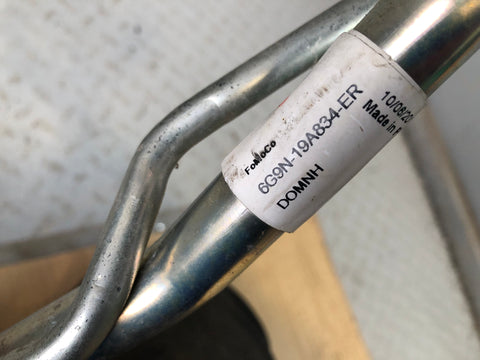 FoMoCo
6G9N-19A834-ER
DOMNH
10/08/20
Made in